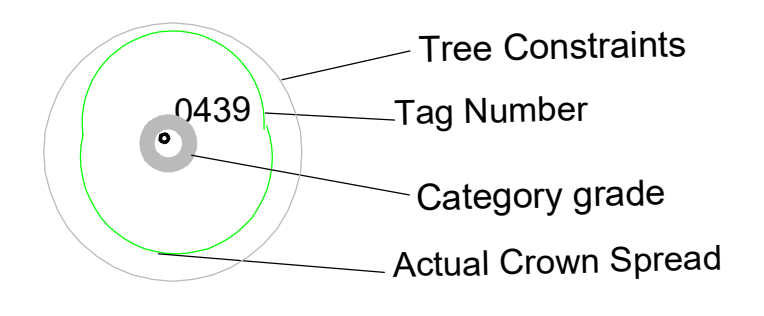 Tree Constraints
0439
Tag Number
Category grade
Actual Crown Spread